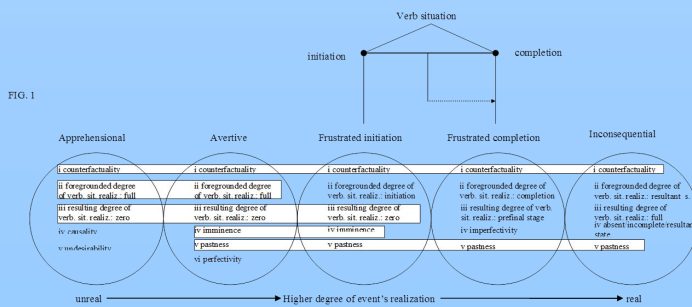 Verb situation
initiation
completion
FIG. 1
Apprehensional
Avertive
Frustrated initiation
Frustrated completion
Inconsequential
i counterfactuality
ii foregrounded degree
of verb. sit. realiz.: full
iii resulting degree of
verb. sit. realiz.: zero
iv causality
v undesirability
i counterfactuality
ii foregrounded degree
of verb. sit. realiz.: full
iii resulting degree of
verb. sit. realiz.: zero
iv imminence
v pastness
vi perfectivity
i counterfactuality
ii foregrounded degree of
verb. sit. realiz.: initiation
iii resulting degree of
verb. sit. realiz.: zero
iv imminence
v pastness
i counterfactuality
ii foregrounded degree of
verb. sit. realiz.: completion
iii resulting degree of verb.
sit. realiz.: prefinal stage
iv imperfectivity
v pastness
i counterfactuality
ii foregrounded degree of
verb. sit. realiz.: resultant s.
iii resulting degree of
verb. sit. realiz.: full
iv absent/incomplete/resultant
state
v pastness
unreal
Higher degree of event's realization
real